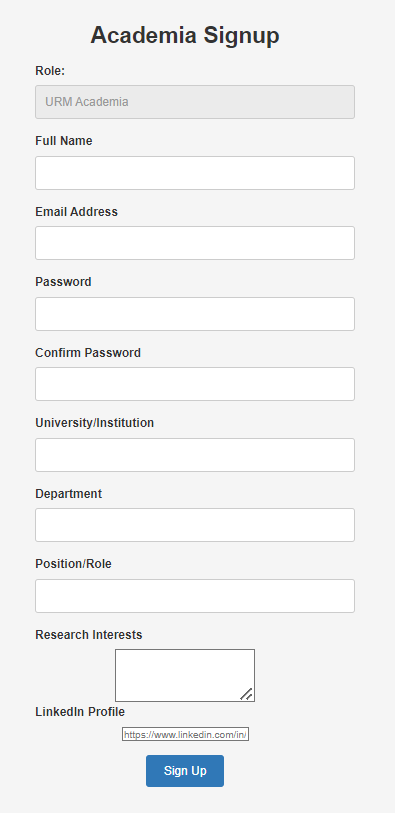 Academia Signup
Role:
URM Academia
Full Name
Email Address
Password
Confirm Password
University/Institution
Department
Position/Role
Research Interests
LinkedIn Profile
https://www.linkedin.com/in/
Sign Up